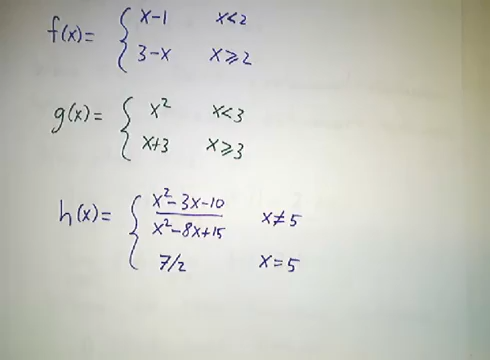 f(x)= { x-1 x<2
3-x x⩾2
g(x)= { x² x<3
x+3 x⩾3
h(x)= { x²-3x-10 / x²-8x+15 x≠5
7/2 x=5